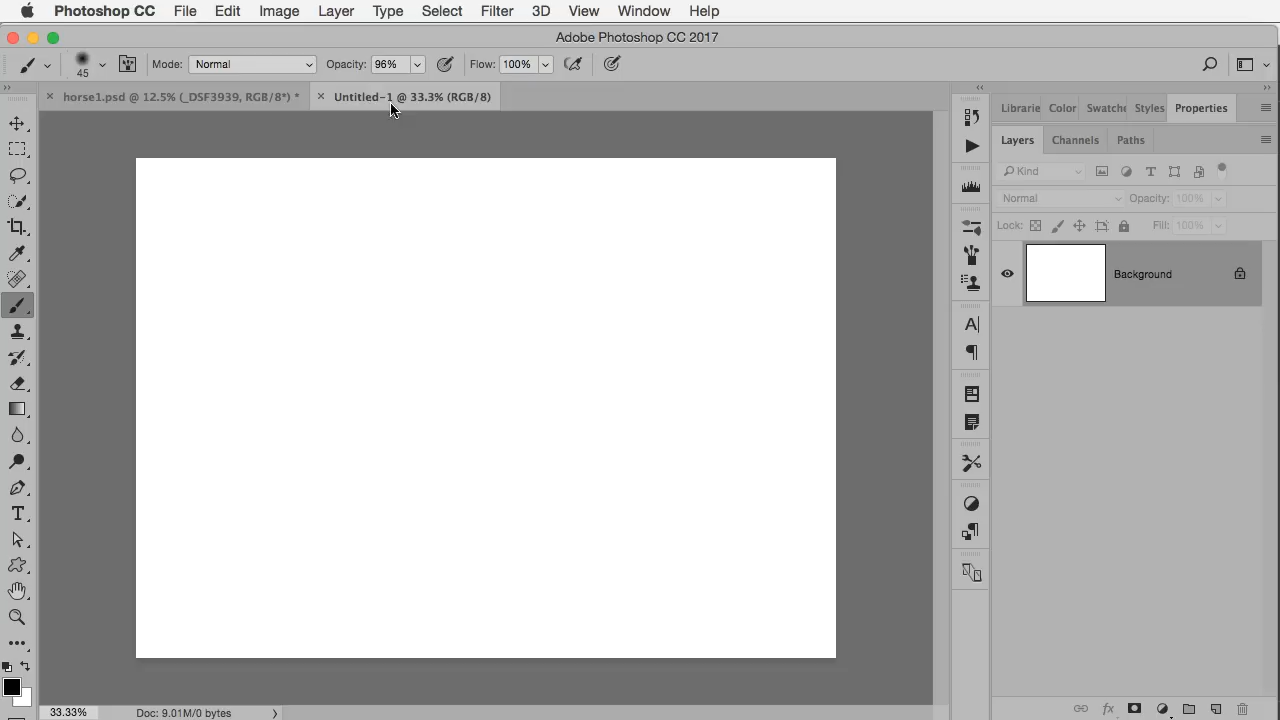 Photoshop CC File Edit Image Layer Type Select Filter 3D View Window Help
Adobe Photoshop CC 2017
45 Mode: Normal Opacity: 96% Flow: 100%
horse1.psd @ 12.5% (_DSF3939, RGB/8*) * Untitled-1 @ 33.3% (RGB/8)
Librarie Color Swatche Styles Properties
Layers Channels Paths
Kind
Normal Opacity: 100%
Lock: Fill: 100%
Background
33.33% Doc: 9.01M/0 bytes